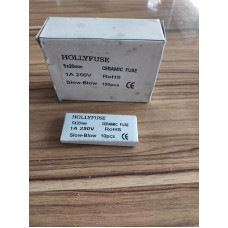 HOLLYFUSE
5x20mm CERAMIC FUSE
1A 250V RoHS
Slow-Blow 100pcs CE
HOLLYFUSE
5x20mm CERAMIC FUSE
1A 250V RoHS
Slow-Blow 10pcs CE